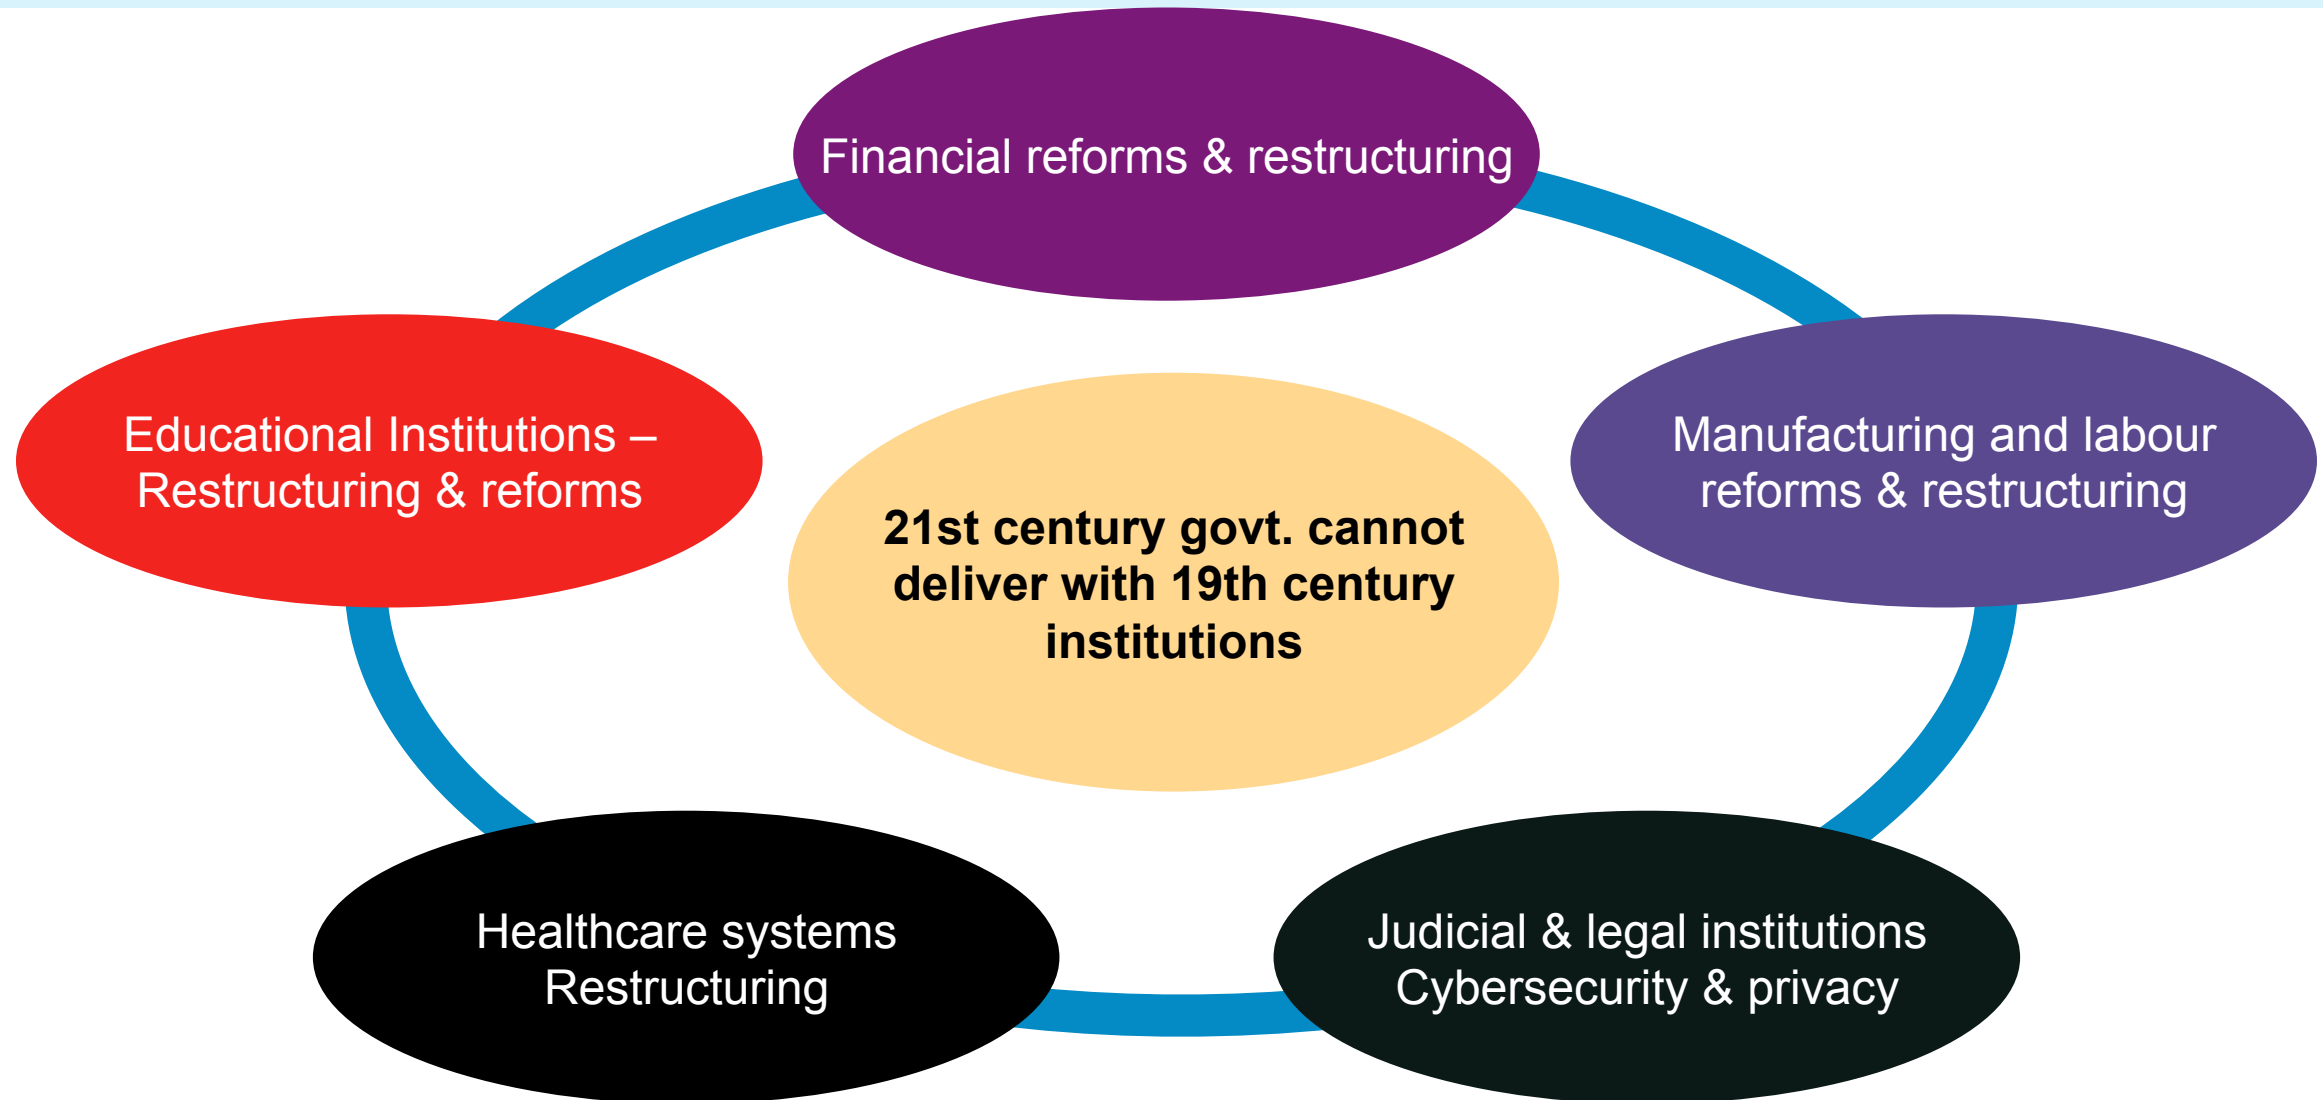 Financial reforms & restructuring
Educational Institutions –
Restructuring & reforms
Manufacturing and labour
reforms & restructuring
21st century govt. cannot
deliver with 19th century
institutions
Healthcare systems
Restructuring
Judicial & legal institutions
Cybersecurity & privacy